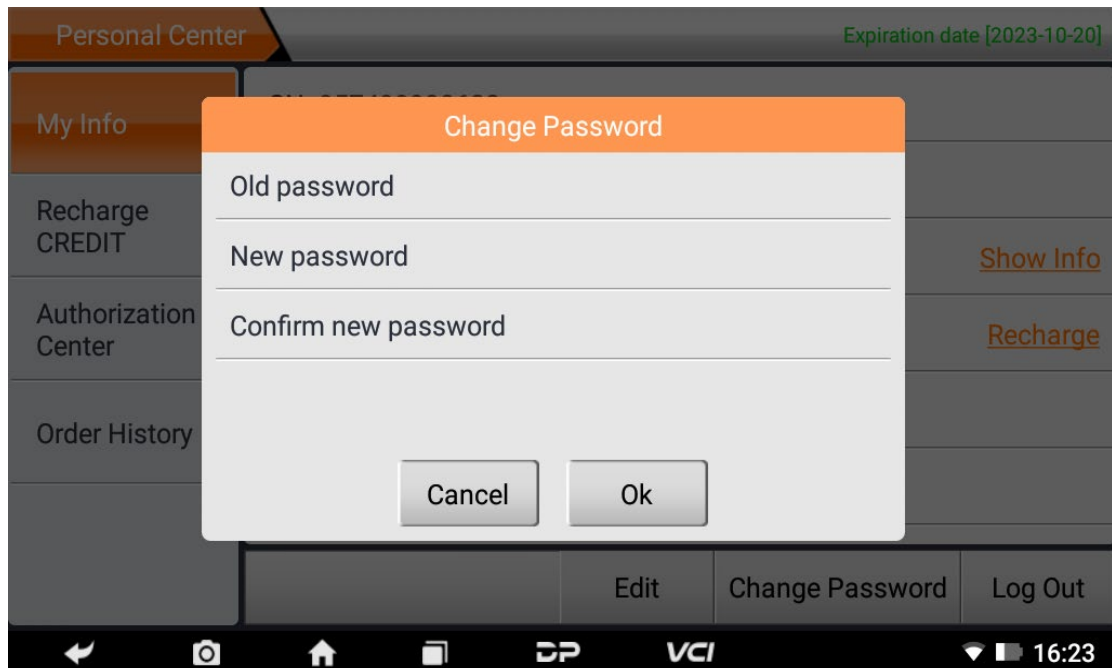 Personal Center
Expiration date [2023-10-20]
My Info
Change Password
Old password
New password
Confirm new password
Cancel
Ok
Recharge
CREDIT
Authorization
Center
Order History
Show Info
Recharge
Edit
Change Password
Log Out
DP
VCI
16:23